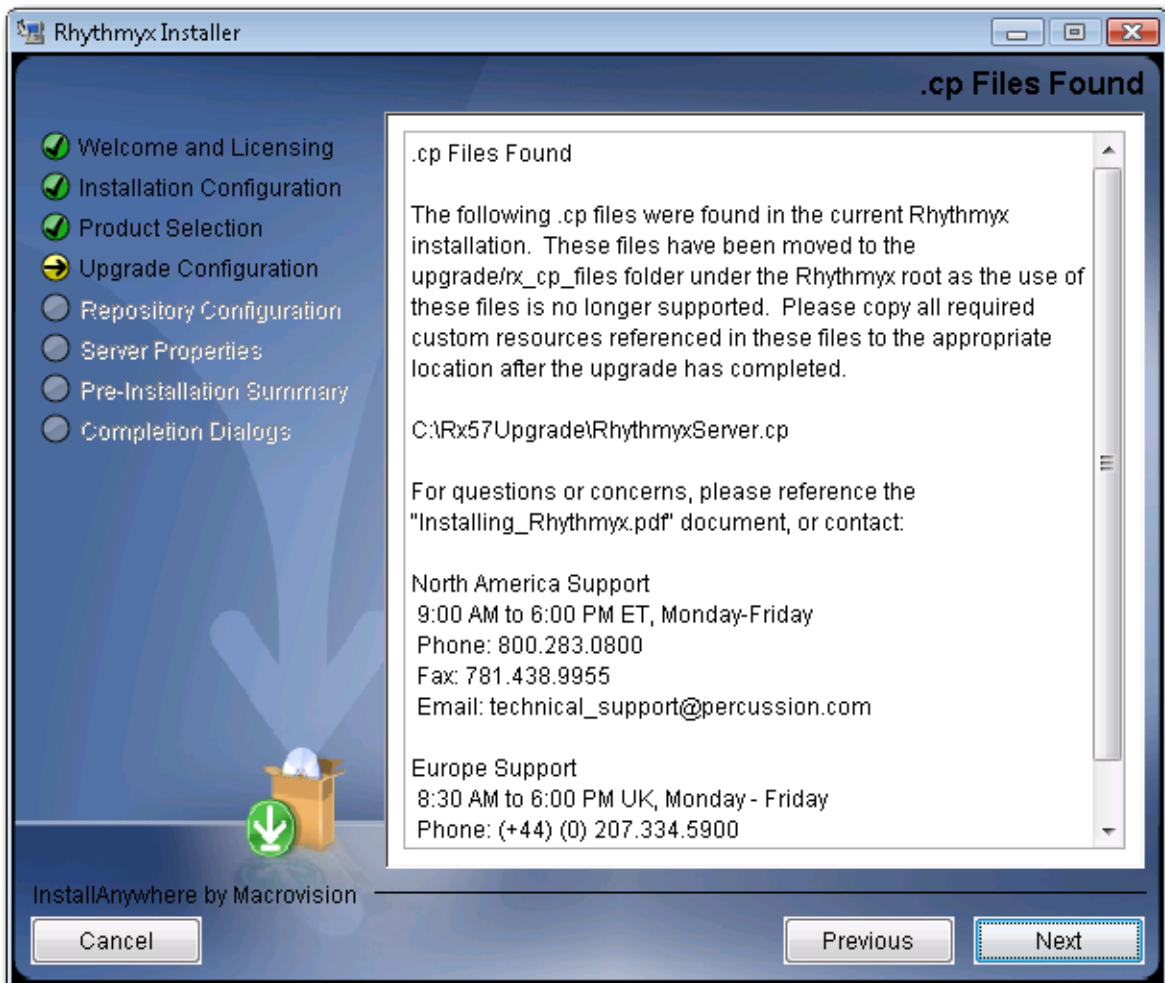 Rhythmyx Installer
.cp Files Found
Welcome and Licensing
Installation Configuration
Product Selection
Upgrade Configuration
Repository Configuration
Server Properties
Pre-Installation Summary
Completion Dialogs
.cp Files Found
The following .cp files were found in the current Rhythmyx
installation.  These files have been moved to the
upgrade/rx_cp_files folder under the Rhythmyx root as the use of
these files is no longer supported.  Please copy all required
custom resources referenced in these files to the appropriate
location after the upgrade has completed.
C:\Rx57Upgrade\RhythmyxServer.cp
For questions or concerns, please reference the
"Installing_Rhythmyx.pdf" document, or contact:
North America Support
9:00 AM to 6:00 PM ET, Monday-Friday
Phone: 800.283.0800
Fax: 781.438.9955
Email: technical_support@percussion.com
Europe Support
8:30 AM to 6:00 PM UK, Monday - Friday
Phone: (+44) (0) 207.334.5900
InstallAnywhere by Macrovision
Cancel
Previous
Next